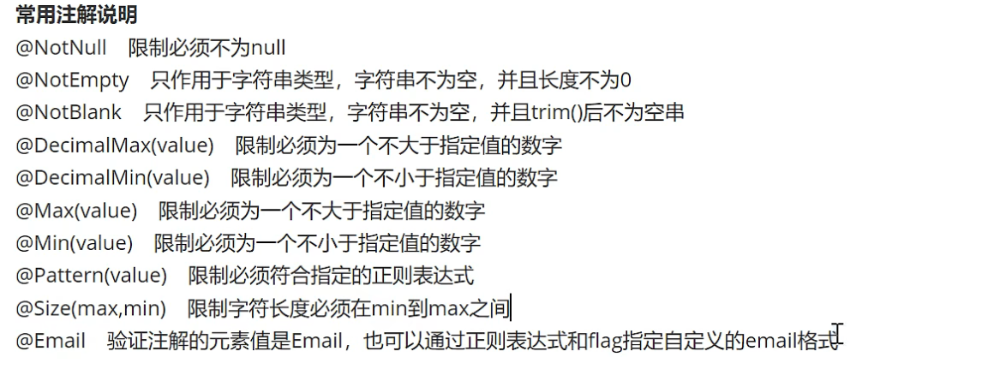 常用注解说明
@NotNull 限制必须不为null
@NotEmpty 只作用于字符串类型，字符串不为空，并且长度不为0
@NotBlank 只作用于字符串类型，字符串不为空，并且trim()后不为空串
@DecimalMax(value) 限制必须为一个不大于指定值的数字
@DecimalMin(value) 限制必须为一个不小于指定值的数字
@Max(value) 限制必须为一个不大于指定值的数字
@Min(value) 限制必须为一个不小于指定值的数字
@Pattern(value) 限制必须符合指定的正则表达式
@Size(max,min) 限制字符长度必须在min到max之间
@Email 验证注解的元素值是Email，也可以通过正则表达式和flag指定自定义的email格式